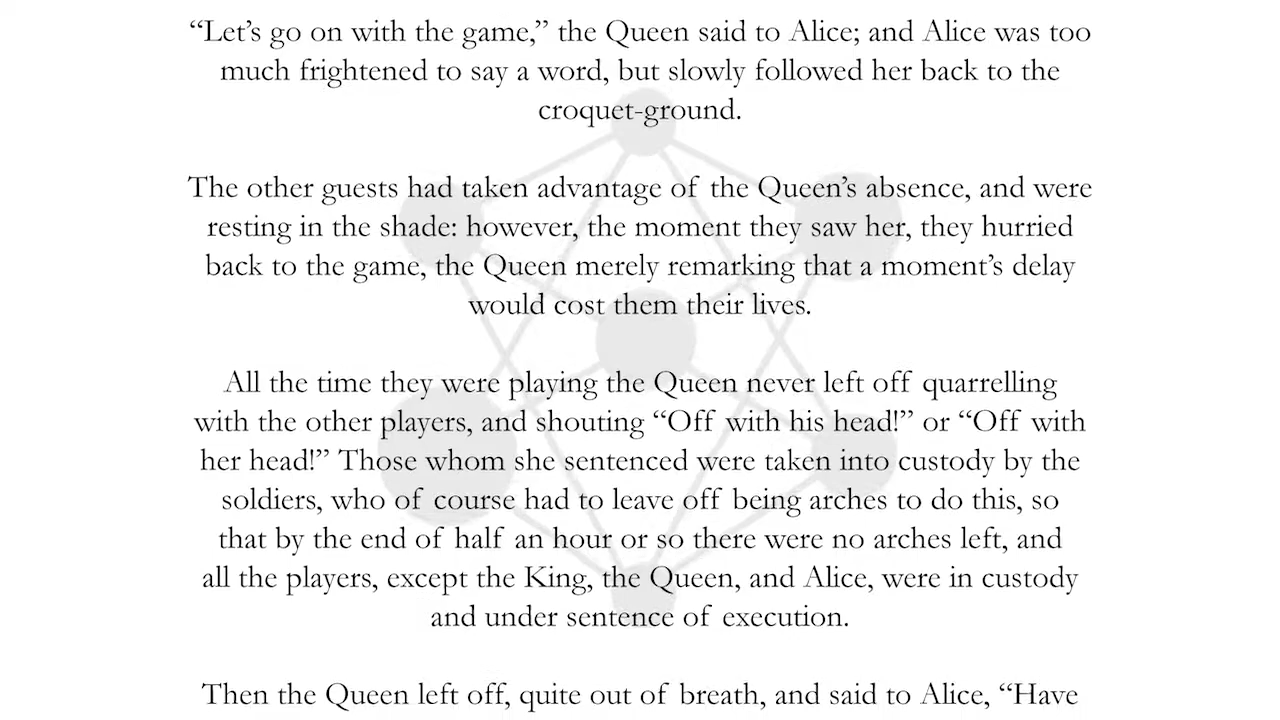 “Let’s go on with the game,” the Queen said to Alice; and Alice was too
much frightened to say a word, but slowly followed her back to the
croquet-ground.
The other guests had taken advantage of the Queen’s absence, and were
resting in the shade: however, the moment they saw her, they hurried
back to the game, the Queen merely remarking that a moment’s delay
would cost them their lives.
All the time they were playing the Queen never left off quarrelling
with the other players, and shouting “Off with his head!” or “Off with
her head!” Those whom she sentenced were taken into custody by the
soldiers, who of course had to leave off being arches to do this, so
that by the end of half an hour or so there were no arches left, and
all the players, except the King, the Queen, and Alice, were in custody
and under sentence of execution.
Then the Queen left off, quite out of breath, and said to Alice, “Have